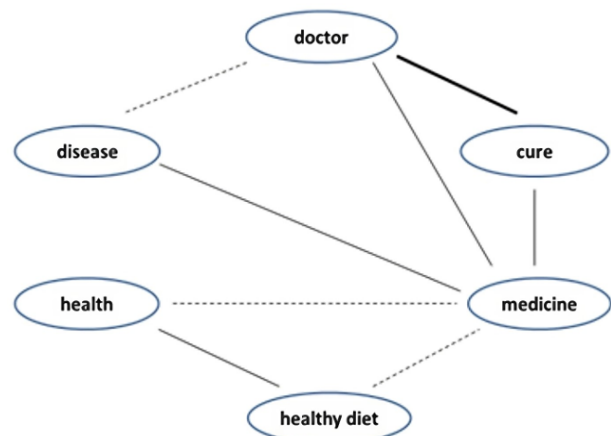 doctor
disease
cure
health
medicine
healthy diet